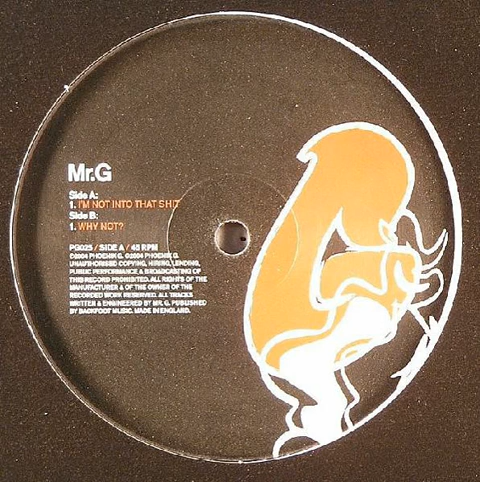 Mr.G
Side A:
1. I'M NOT INTO THAT SHIT
Side B:
1. WHY NOT?
PG025 / SIDE A / 45 RPM
©2004 PHOENIX G. ℗2004 PHOENIX G.
UNAUTHORISED COPYING, HIRING, LENDING,
PUBLIC PERFORMANCE & BROADCASTING OF
THIS RECORD PROHIBITED. ALL RIGHTS OF THE
MANUFACTURER & OF THE OWNER OF THE
RECORDED WORK RESERVED. ALL TRACKS
WRITTEN & ENGINEERED BY MR. G. PUBLISHED
BY BACKFOOT MUSIC. MADE IN ENGLAND.